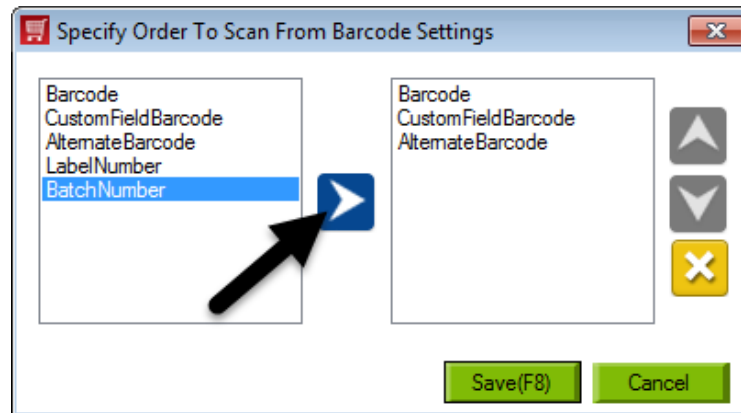 Specify Order To Scan From Barcode Settings
Barcode
CustomFieldBarcode
AlternateBarcode
LabelNumber
BatchNumber
Barcode
CustomFieldBarcode
AlternateBarcode
Save(F8)
Cancel